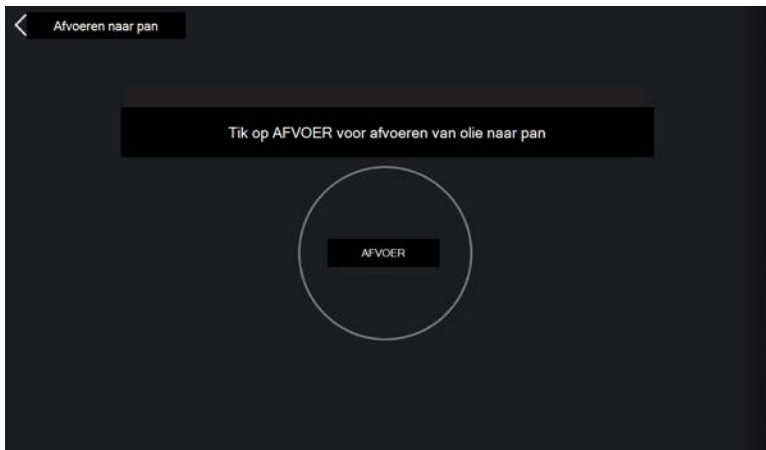 Afvoeren naar pan
Tik op AFVOER voor afvoeren van olie naar pan
AFVOER